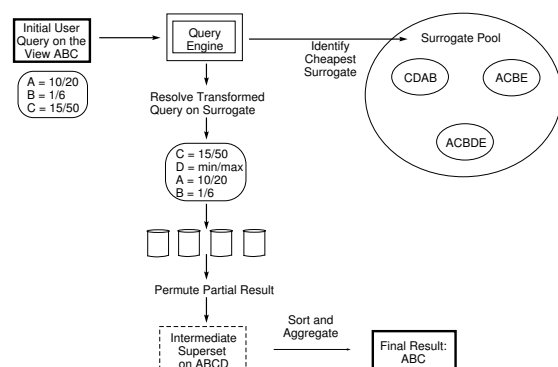 Initial User
Query on the
View ABC
Query
Engine
Identify
Cheapest
Surrogate
Surrogate Pool
CDAB
ACBE
ACBDE
A = 10/20
B = 1/6
C = 15/50
Resolve Transformed
Query on Surrogate
C = 15/50
D = min/max
A = 10/20
B = 1/6
Permute Partial Result
Intermediate
Superset
on ABCD
Sort and
Aggregate
Final Result:
ABC